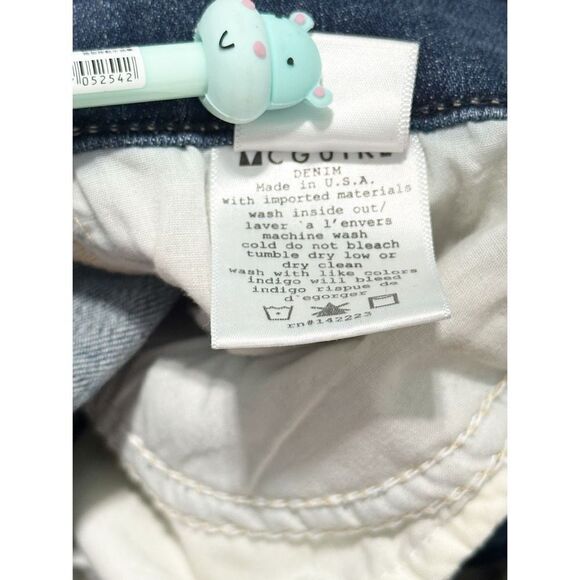 052542
MCGUIRE
DENIM
Made in U.S.A.
with imported materials
wash inside out/
laver `a l'envers
machine wash
cold do not bleach
tumble dry low or
dry clean
wash with like colors
indigo will bleed
indigo rispue de
d`egorger
rn#142223